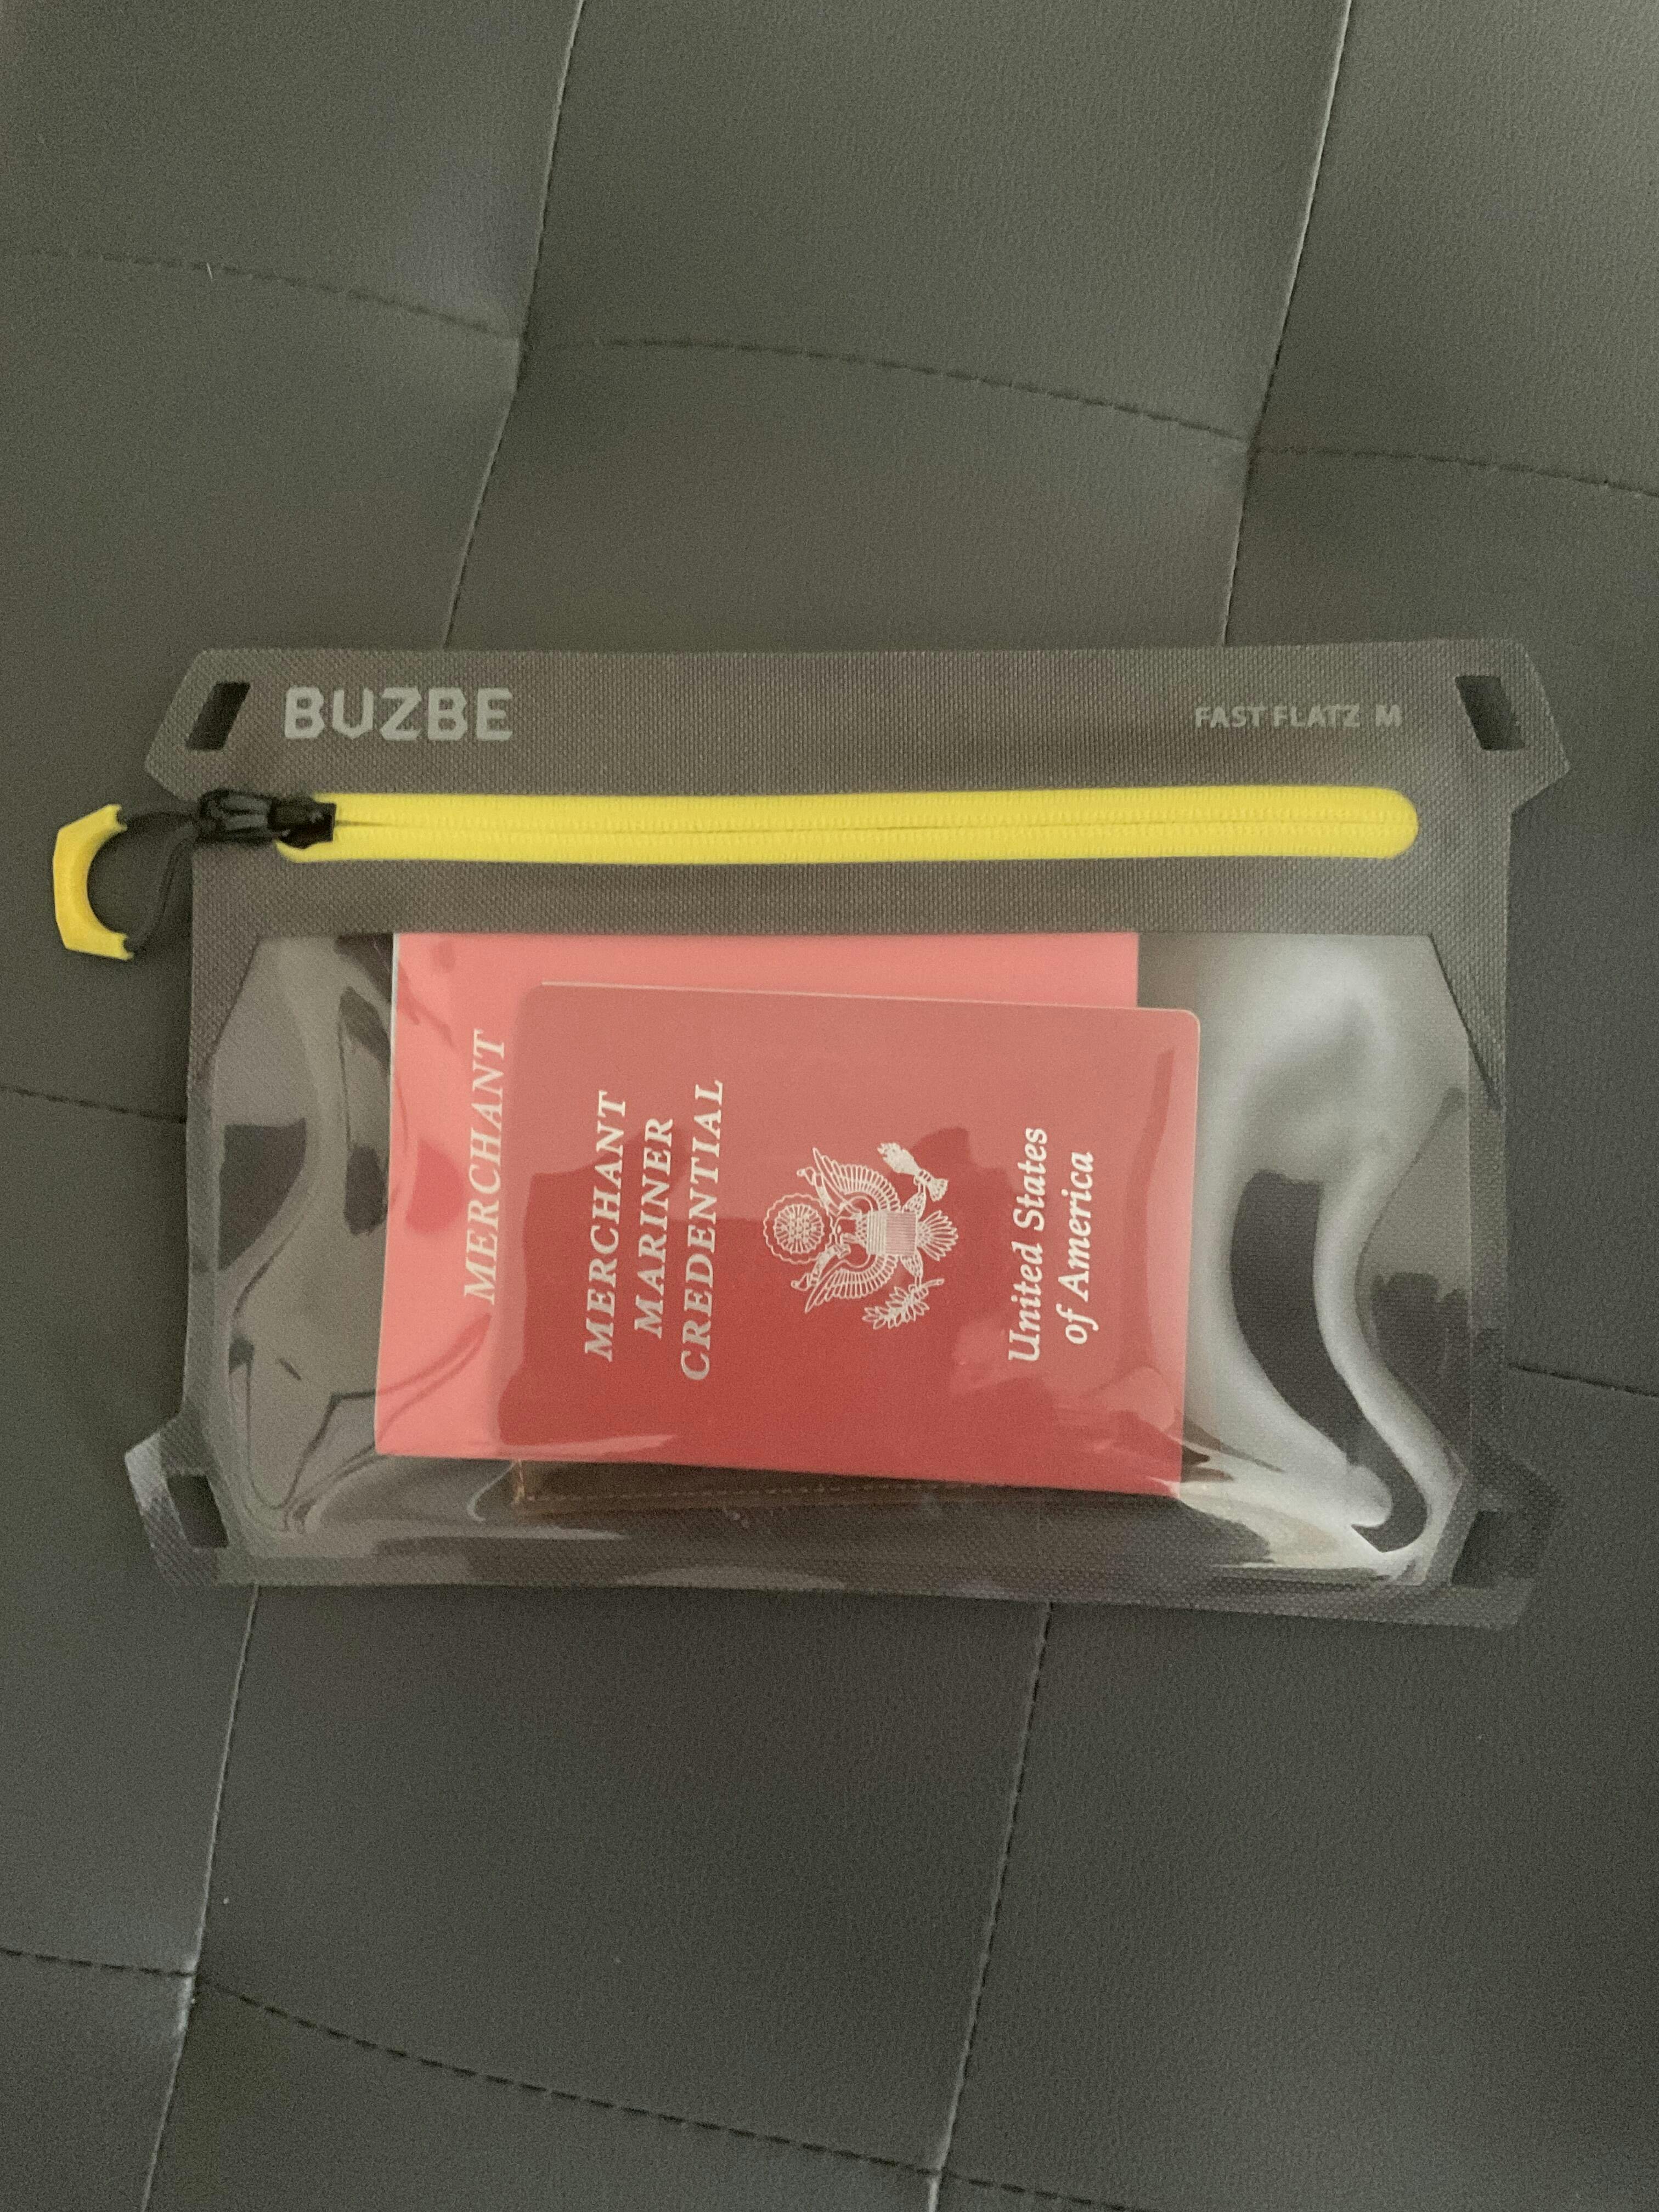 BUZBE
FAST FLATZ M
MERCHANT
MERCHANT
MARINER
CREDENTIAL
United States
of America